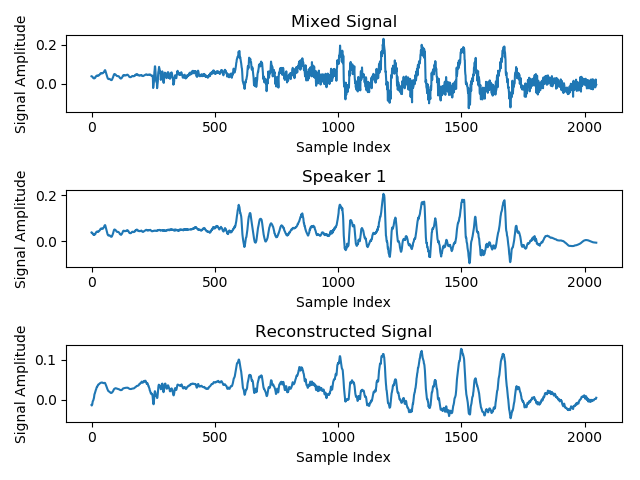 Mixed Signal
Signal Amplitude
0.2
0.0
0
500
1000
1500
2000
Sample Index
Speaker 1
Signal Amplitude
0.2
0.0
0
500
1000
1500
2000
Sample Index
Reconstructed Signal
Signal Amplitude
0.1
0.0
0
500
1000
1500
2000
Sample Index